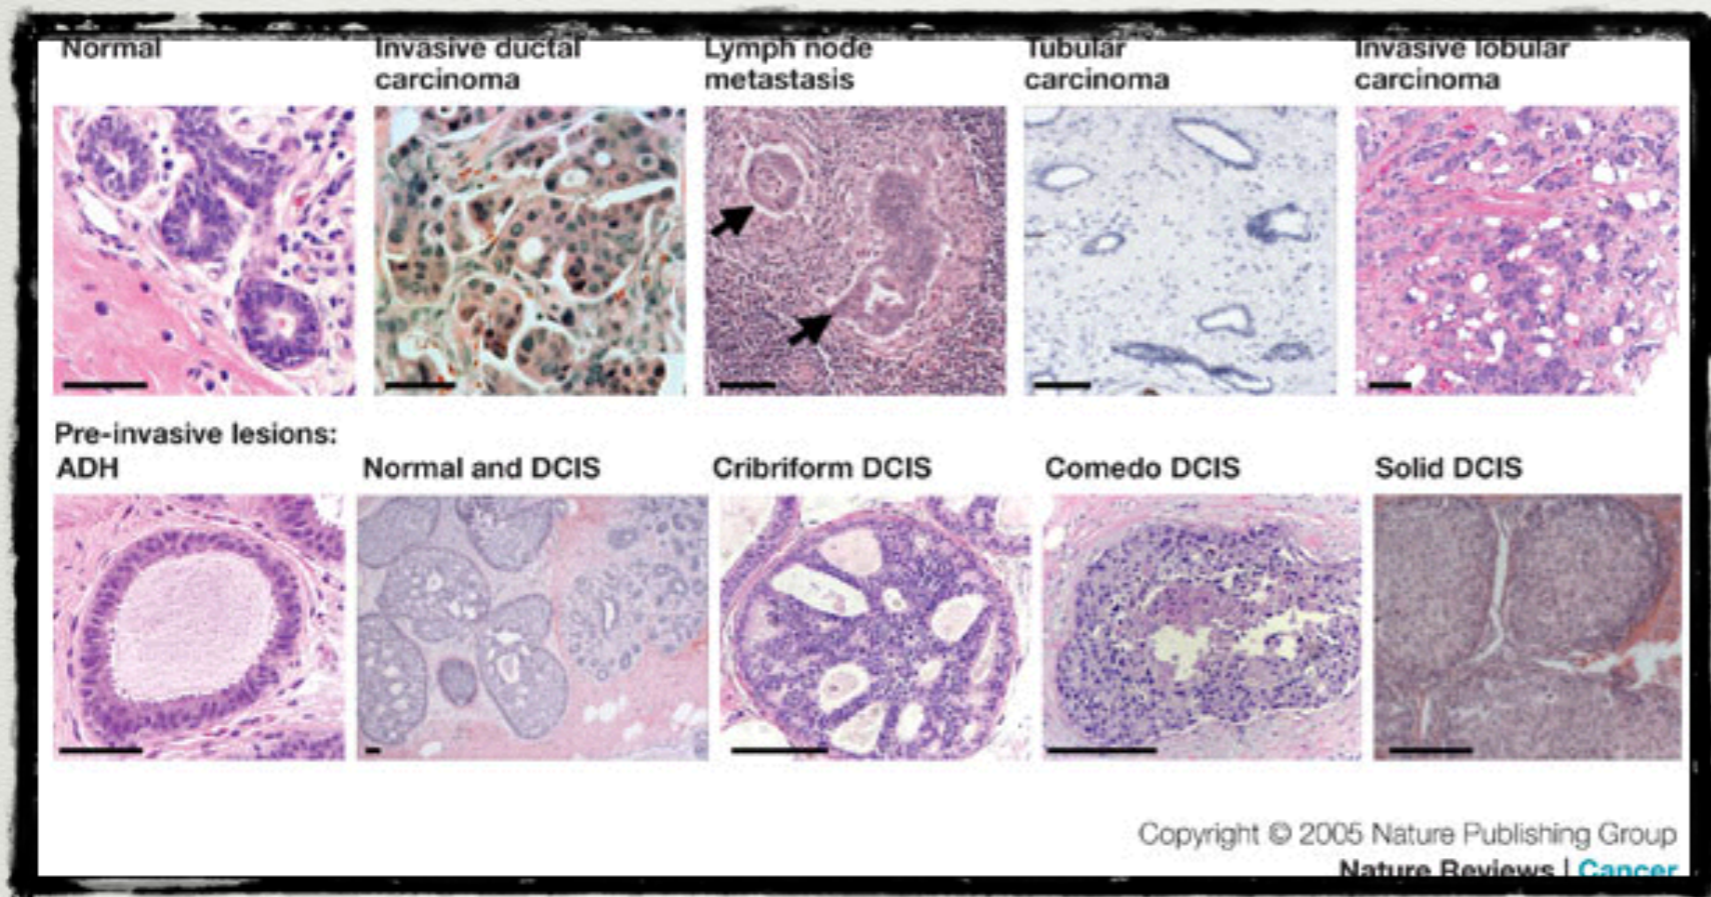 Normal
Invasive ductal
carcinoma
Lymph node
metastasis
Tubular
carcinoma
Invasive lobular
carcinoma
Pre-invasive lesions:
ADH
Normal and DCIS
Cribriform DCIS
Comedo DCIS
Solid DCIS
Copyright © 2005 Nature Publishing Group
Nature Reviews | Cancer